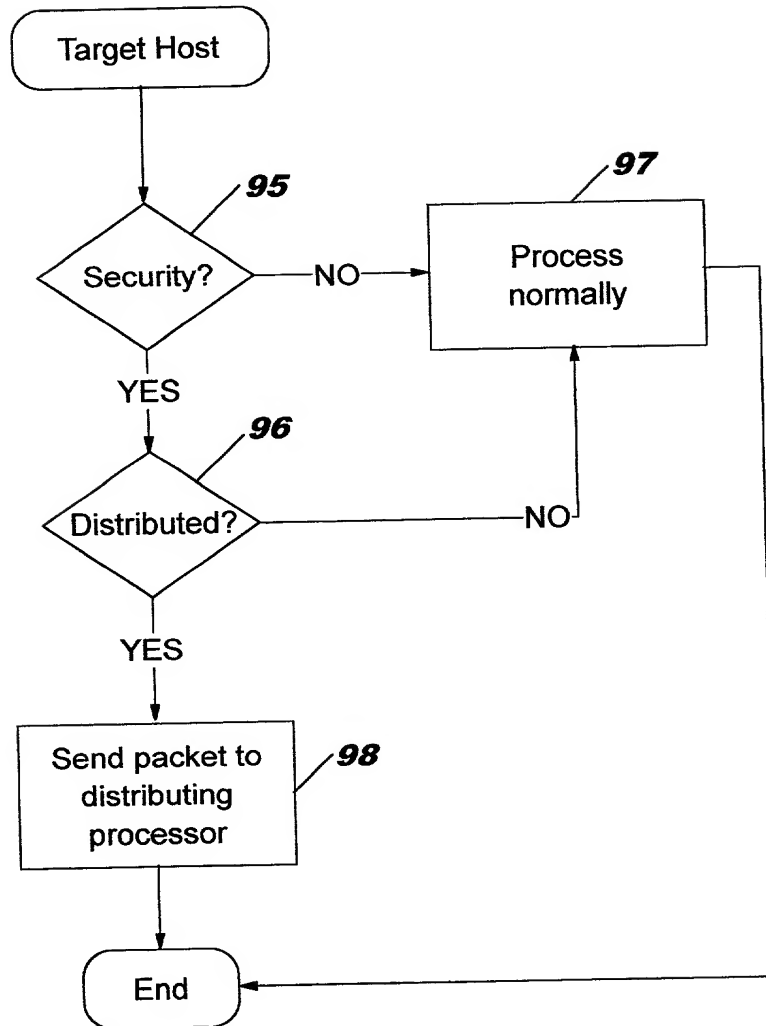 Target Host
95
97
Security?
NO
Process
normally
YES
96
Distributed?
NO
YES
Send packet to
distributing
processor
98
End